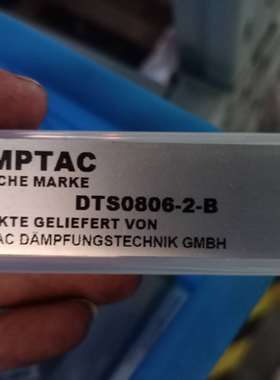 MPTAC
CHE MARKE
DTS0806-2-B
KTE GELIEFERT VON
AC DÄMPFUNGSTECHNIK GMBH